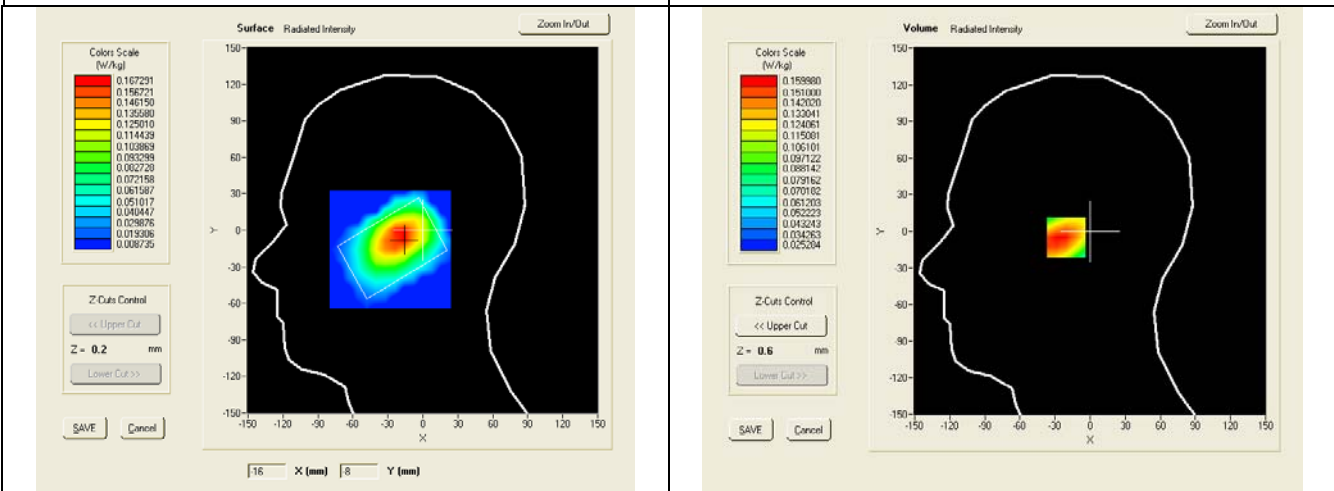 Surface Radiated Intensity
Zoom In/Out
Colors Scale
(W/kg)
0.167291
0.156721
0.146150
0.135580
0.125010
0.114439
0.103869
0.093299
0.082728
0.072158
0.061587
0.051017
0.040447
0.029876
0.019306
0.008735
150
120
90
60
30
0
-30
-60
-90
-120
-150
Y
-150 -120 -90 -60 -30 0 30 60 90 120 150
X
Z-Cuts Control
<< Upper Cut
Z = 0.2 mm
Lower Cut >>
SAVE Cancel
-16 X (mm) -8 Y (mm)
Volume Radiated Intensity
Zoom In/Out
Colors Scale
(W/kg)
0.159980
0.151000
0.142020
0.133041
0.124061
0.115081
0.106101
0.097122
0.088142
0.079162
0.070182
0.061203
0.052223
0.043243
0.034263
0.025284
150
120
90
60
30
0
-30
-60
-90
-120
-150
Y
-150 -120 -90 -60 -30 0 30 60 90 120 150
X
Z-Cuts Control
<< Upper Cut
Z = 0.6 mm
Lower Cut >>
SAVE Cancel